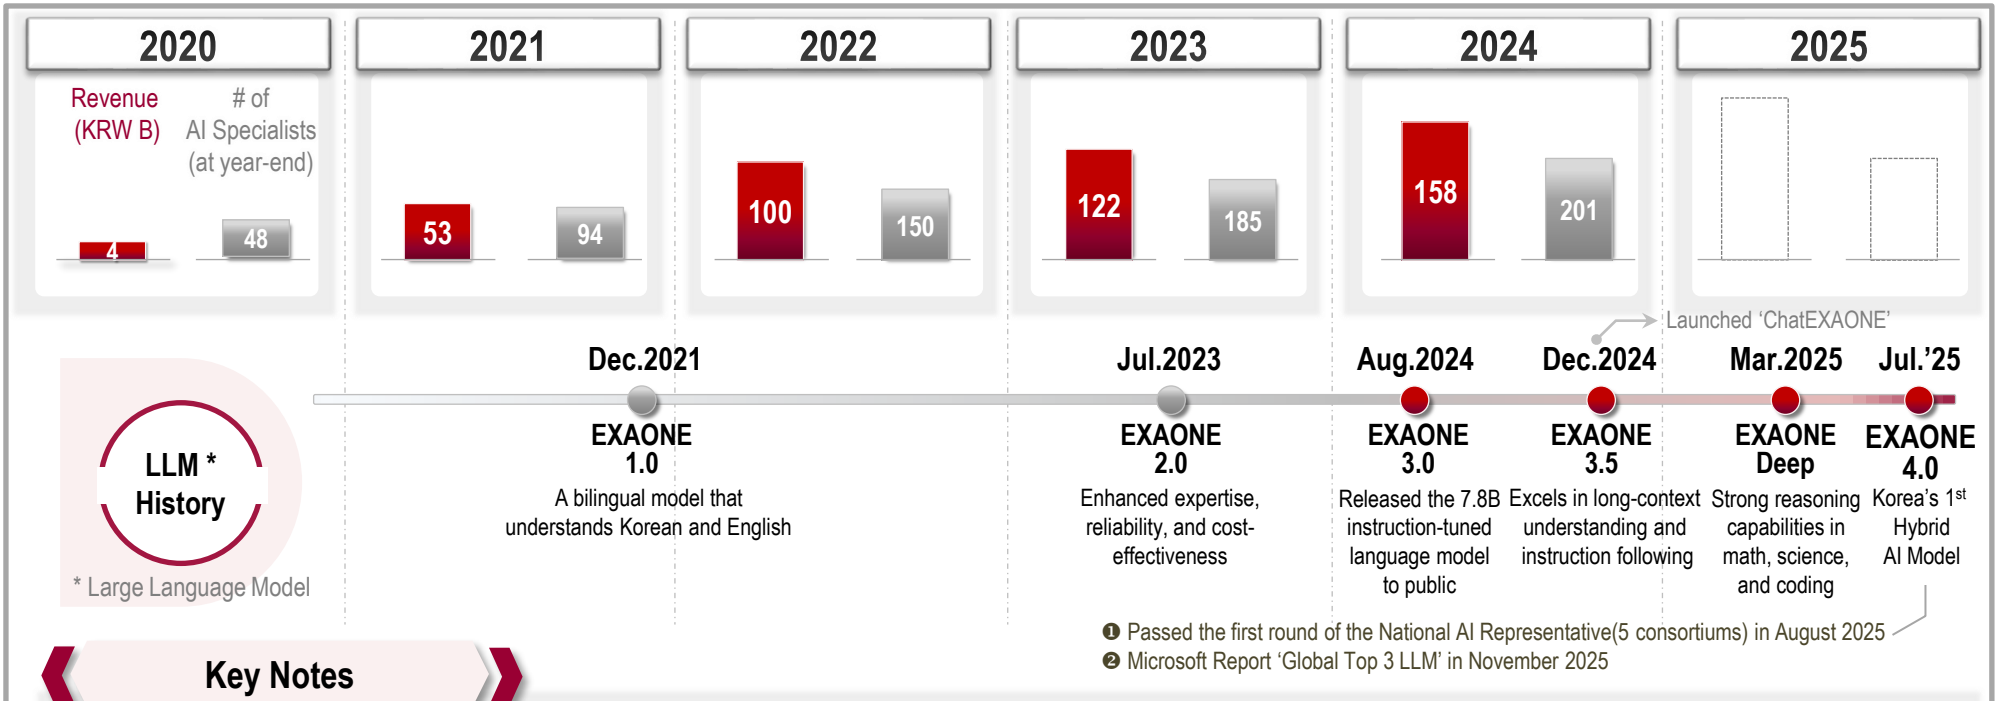 2020
2021
2022
2023
2024
2025
Revenue
(KRW B)
# of
AI Specialists
(at year-end)
4
48
53
94
100
150
122
185
158
201
Launched ‘ChatEXAONE’
Dec.2021
Jul.2023
Aug.2024
Dec.2024
Mar.2025
Jul.’25
LLM *
History
* Large Language Model
EXAONE
1.0
A bilingual model that
understands Korean and English
EXAONE
2.0
Enhanced expertise,
reliability, and cost-
effectiveness
EXAONE
3.0
Released the 7.8B
instruction-tuned
language model
to public
EXAONE
3.5
Excels in long-context
understanding and
instruction following
EXAONE
Deep
Strong reasoning
capabilities in
math, science,
and coding
EXAONE
4.0
Korea’s 1st
Hybrid
AI Model
❶ Passed the first round of the National AI Representative(5 consortiums) in August 2025
❷ Microsoft Report ‘Global Top 3 LLM’ in November 2025
Key Notes